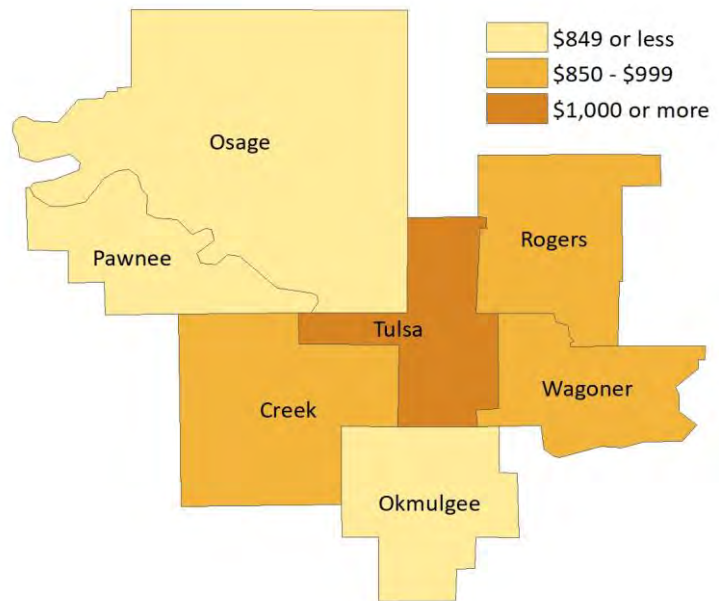 $849 or less
$850 - $999
$1,000 or more
Osage
Rogers
Pawnee
Tulsa
Wagoner
Creek
Okmulgee